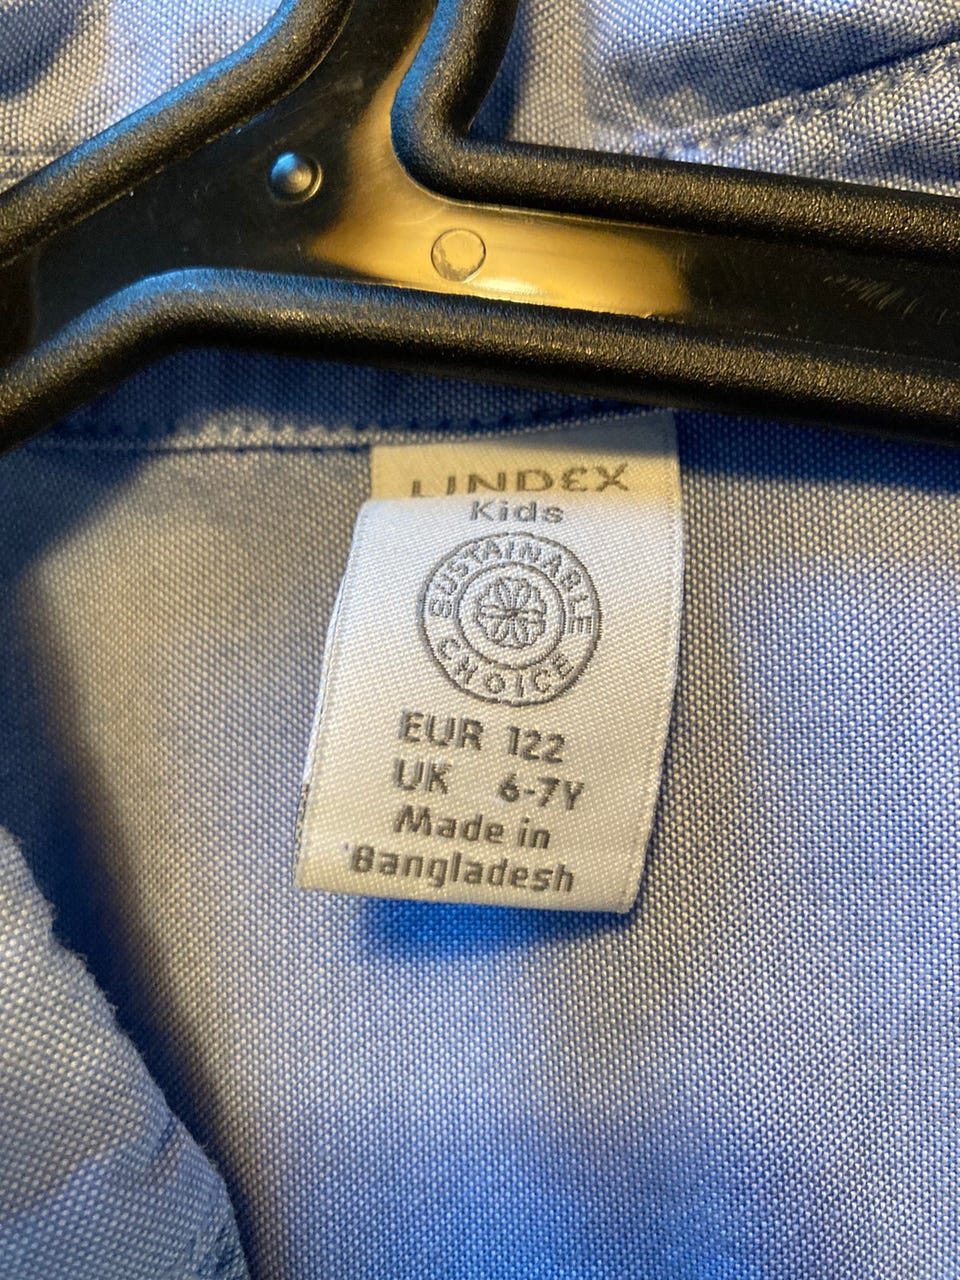 LINDEX
Kids
SUSTAINABLE
CHOICE
EUR 122
UK 6-7Y
Made in
Bangladesh